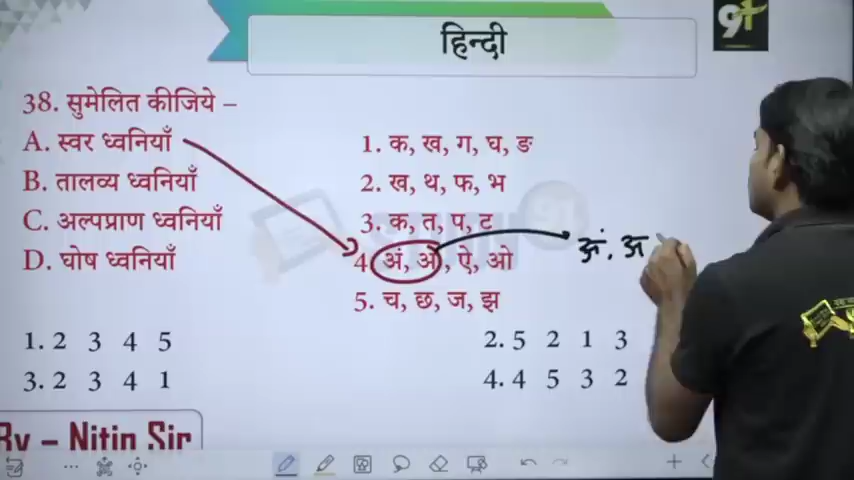 हिन्दी
38. सुमेलित कीजिये –
A. स्वर ध्वनियाँ
1. क, ख, ग, घ, ङ
B. तालव्य ध्वनियाँ
2. ख, थ, फ, भ
C. अल्पप्राण ध्वनियाँ
3. क, त, प, ट
D. घोष ध्वनियाँ
4 अं, ओ, ऐ, ओ
अं, अ
5. च, छ, ज, झ
1. 2 3 4 5
2. 5 2 1 3
3. 2 3 4 1
4. 4 5 3 2
By – Nitin Sir